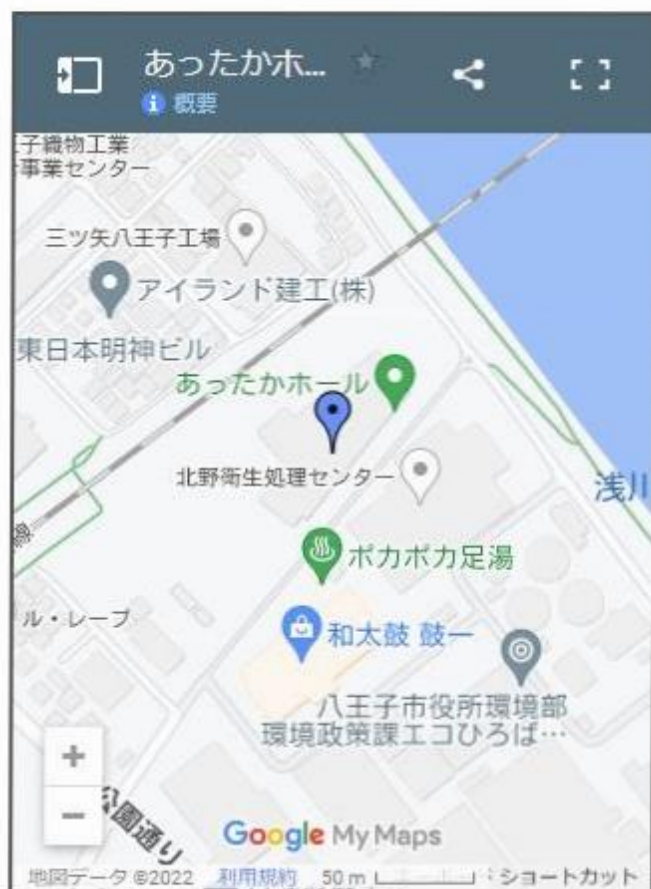 あったかホ...
概要
子織物工業
事業センター
三ツ矢八王子工場
アイランド建工(株)
東日本明神ビル
あったかホール
北野衛生処理センター
浅川
ポカポカ足湯
ル・レーブ
和太鼓 鼓一
八王子市役所環境部
環境政策課エコひろば…
公園通り
Google My Maps
地図データ ©2022 利用規約 50 m ショートカット